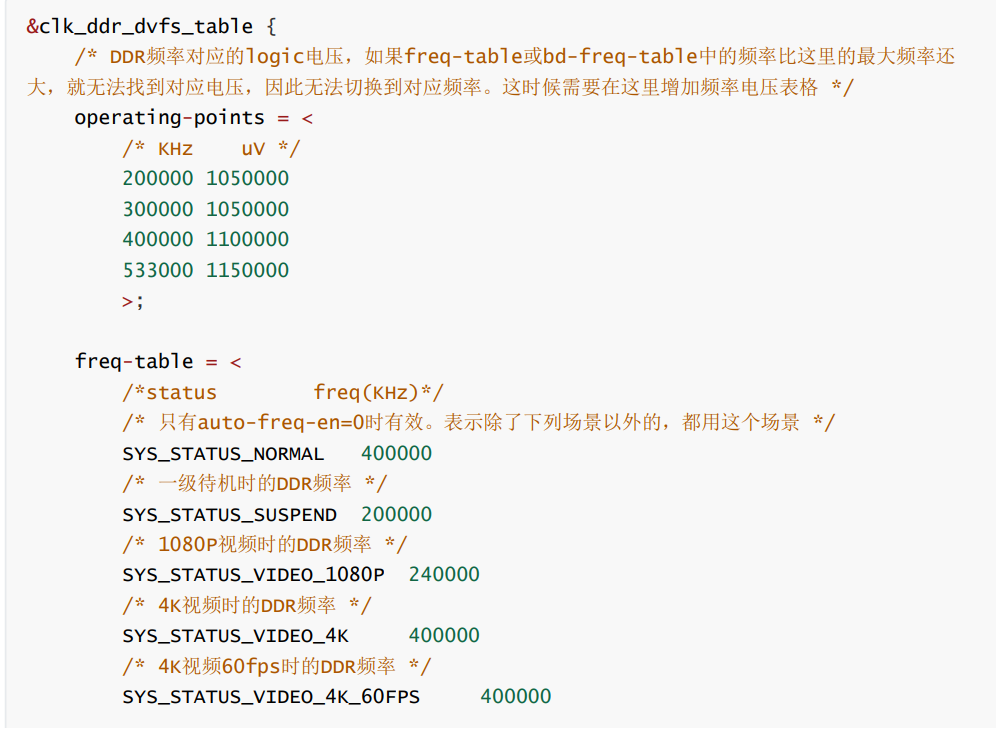 &clk_ddr_dvfs_table {
/* DDR频率对应的logic电压，如果freq-table或bd-freq-table中的频率比这里的最大频率还
大，就无法找到对应电压，因此无法切换到对应频率。这时候需要在这里增加频率电压表格 */
operating-points = <
/* KHz    uV */
200000 1050000
300000 1050000
400000 1100000
533000 1150000
>;
freq-table = <
/*status        freq(KHz)*/
/* 只有auto-freq-en=0时有效。表示除了下列场景以外的，都用这个场景 */
SYS_STATUS_NORMAL   400000
/* 一级待机时的DDR频率 */
SYS_STATUS_SUSPEND  200000
/* 1080P视频时的DDR频率 */
SYS_STATUS_VIDEO_1080P  240000
/* 4K视频时的DDR频率 */
SYS_STATUS_VIDEO_4K     400000
/* 4K视频60fps时的DDR频率 */
SYS_STATUS_VIDEO_4K_60FPS     400000